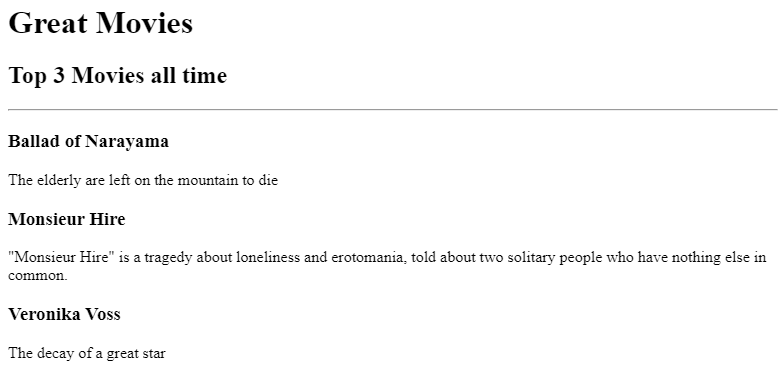 Great Movies
Top 3 Movies all time
Ballad of Narayama
The elderly are left on the mountain to die
Monsieur Hire
"Monsieur Hire" is a tragedy about loneliness and erotomania, told about two solitary people who have nothing else in
common.
Veronika Voss
The decay of a great star